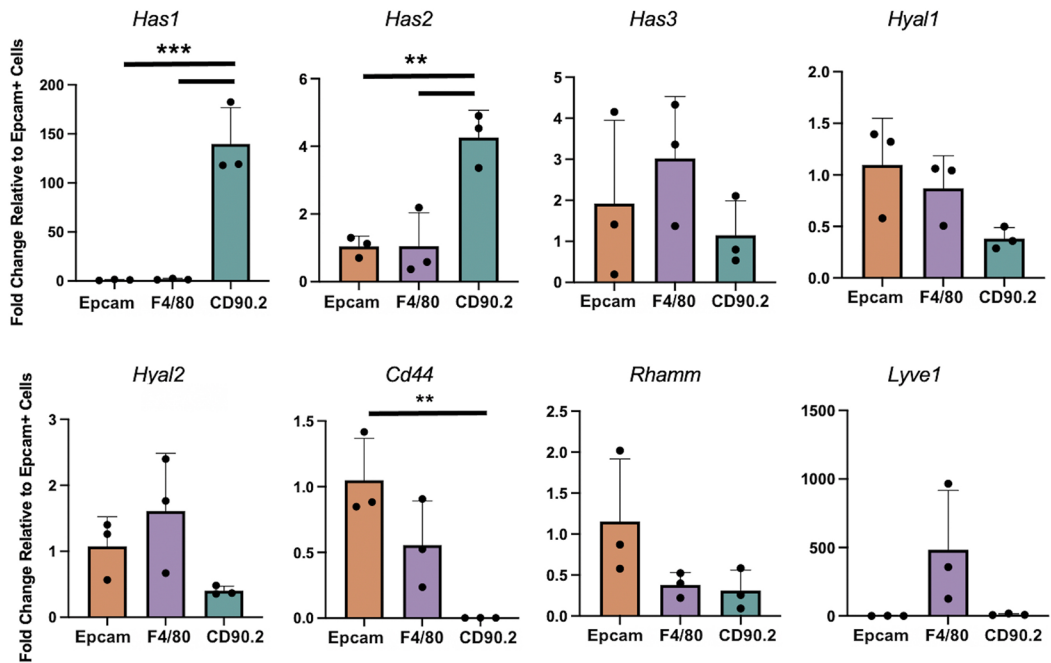 Has1
Has2
Has3
Hyal1
Fold Change Relative to Epcam+ Cells
***
200
150
100
50
0
Epcam F4/80 CD90.2
**
6
4
2
0
Epcam F4/80 CD90.2
5
4
3
2
1
0
Epcam F4/80 CD90.2
2.0
1.5
1.0
0.5
0.0
Epcam F4/80 CD90.2
Hyal2
Cd44
Rhamm
Lyve1
Fold Change Relative to Epcam+ Cells
3
2
1
0
Epcam F4/80 CD90.2
**
1.5
1.0
0.5
0.0
Epcam F4/80 CD90.2
2.5
2.0
1.5
1.0
0.5
0.0
Epcam F4/80 CD90.2
1500
1000
500
0
Epcam F4/80 CD90.2